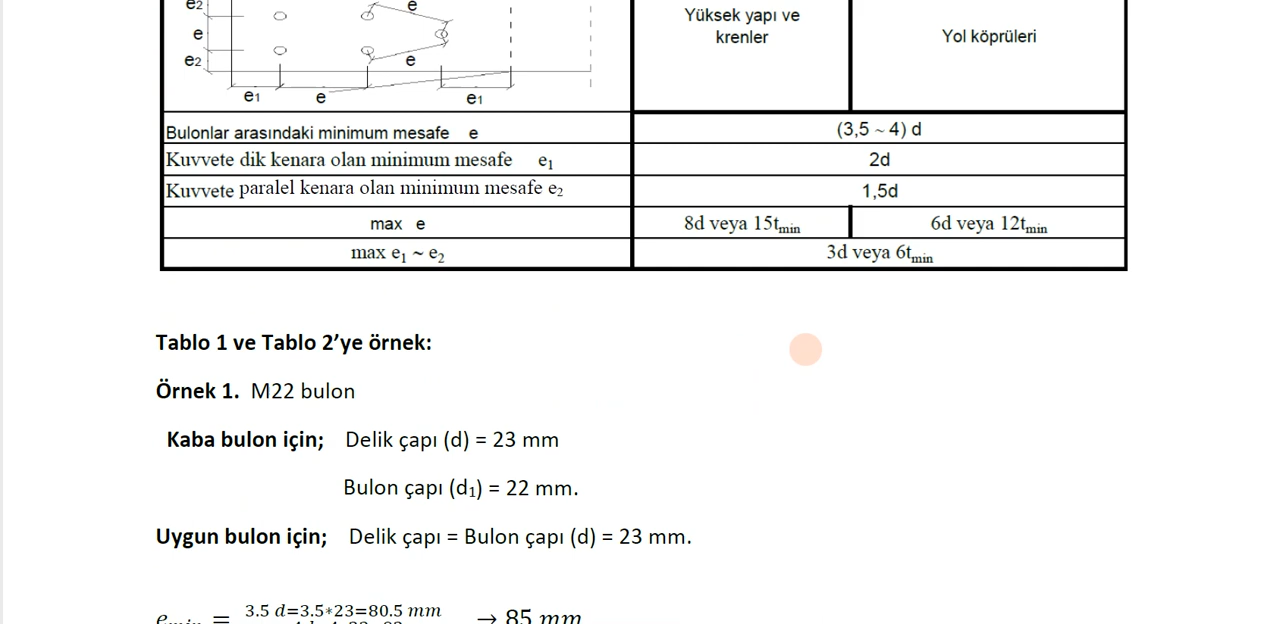 e2
e
e2
e
e
e1
e
e1
Yüksek yapı ve
krenler
Yol köprüleri
Bulonlar arasındaki minimum mesafe e
(3,5 ~ 4) d
Kuvvete dik kenara olan minimum mesafe e1
2d
Kuvvete paralel kenara olan minimum mesafe e2
1,5d
max e
8d veya 15tmin
6d veya 12tmin
max e1 ~ e2
3d veya 6tmin
Tablo 1 ve Tablo 2’ye örnek:
Örnek 1. M22 bulon
Kaba bulon için; Delik çapı (d) = 23 mm
Bulon çapı (d1) = 22 mm.
Uygun bulon için; Delik çapı = Bulon çapı (d) = 23 mm.
3.5 d=3.5*23=80.5 mm
→ 85 mm